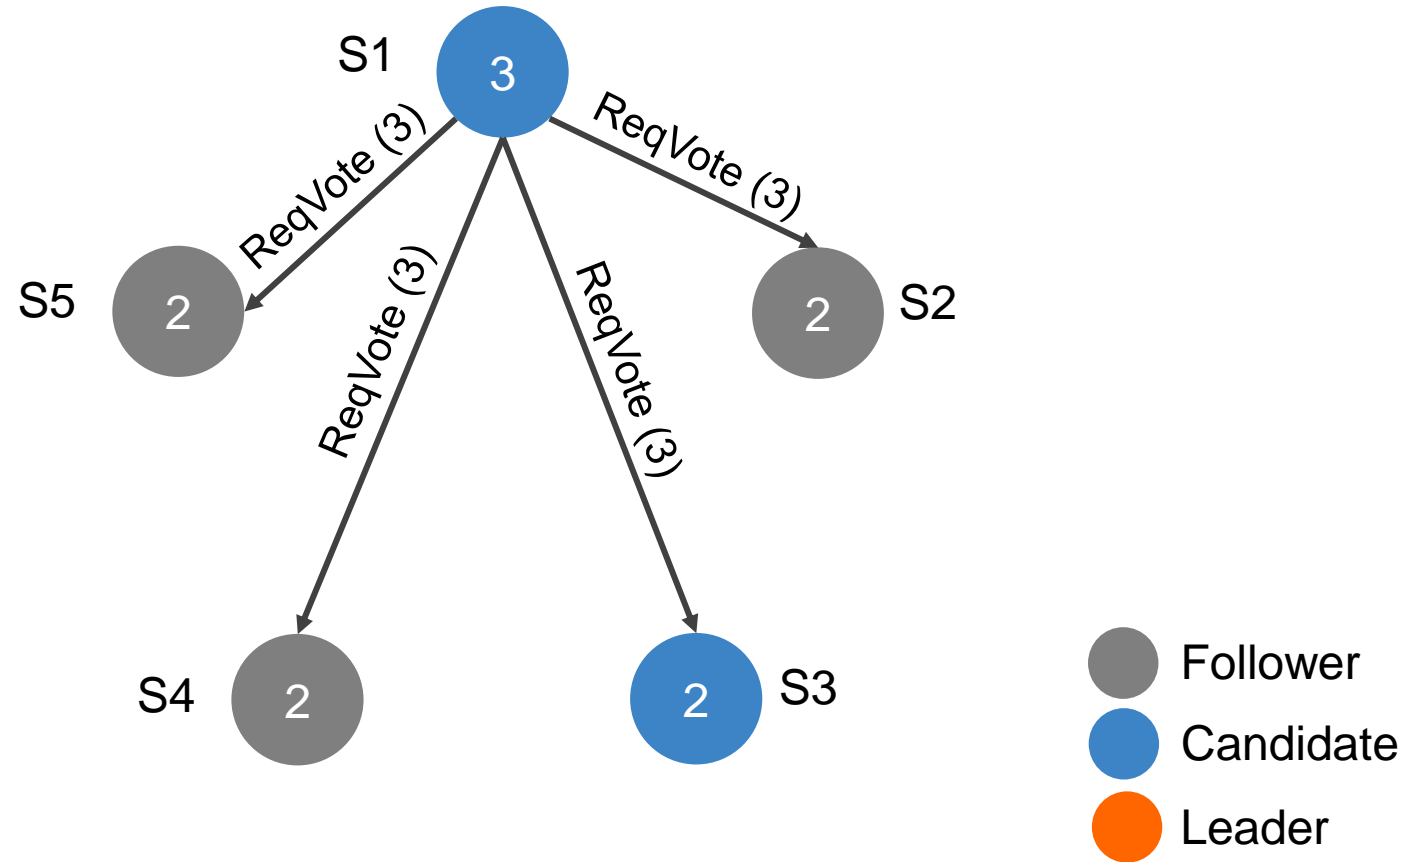 S1
3
ReqVote (3)
ReqVote (3)
ReqVote (3)
ReqVote (3)
S5
2
2
S2
S4
2
2
S3
Follower
Candidate
Leader